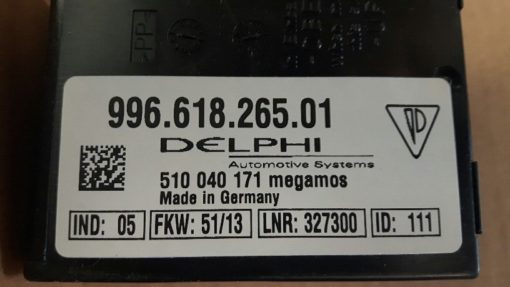 >PP<
996.618.265.01
DELPHI
Automotive Systems
510 040 171 megamos
Made in Germany
IND: 05 FKW: 51/13 LNR: 327300 ID: 111